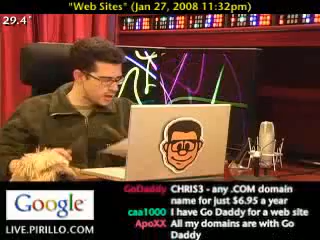 "Web Sites" (Jan 27, 2008 11:32pm)
29.4°
Google
LIVE.PIRILLO.COM
GoDaddy CHRIS3 - any .COM domain
name for just $6.95 a year
caa1000 I have Go Daddy for a web site
ApoXX All my domains are with Go
Daddy